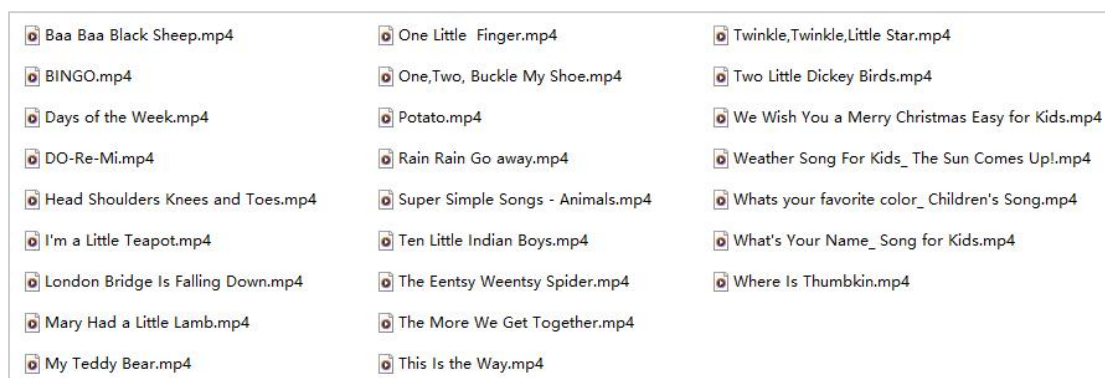 Baa Baa Black Sheep.mp4
BINGO.mp4
Days of the Week.mp4
DO-Re-Mi.mp4
Head Shoulders Knees and Toes.mp4
I'm a Little Teapot.mp4
London Bridge Is Falling Down.mp4
Mary Had a Little Lamb.mp4
My Teddy Bear.mp4
One Little  Finger.mp4
One,Two, Buckle My Shoe.mp4
Potato.mp4
Rain Rain Go away.mp4
Super Simple Songs - Animals.mp4
Ten Little Indian Boys.mp4
The Eentsy Weentsy Spider.mp4
The More We Get Together.mp4
This Is the Way.mp4
Twinkle,Twinkle,Little Star.mp4
Two Little Dickey Birds.mp4
We Wish You a Merry Christmas Easy for Kids.mp4
Weather Song For Kids_ The Sun Comes Up!.mp4
Whats your favorite color_ Children's Song.mp4
What's Your Name_ Song for Kids.mp4
Where Is Thumbkin.mp4